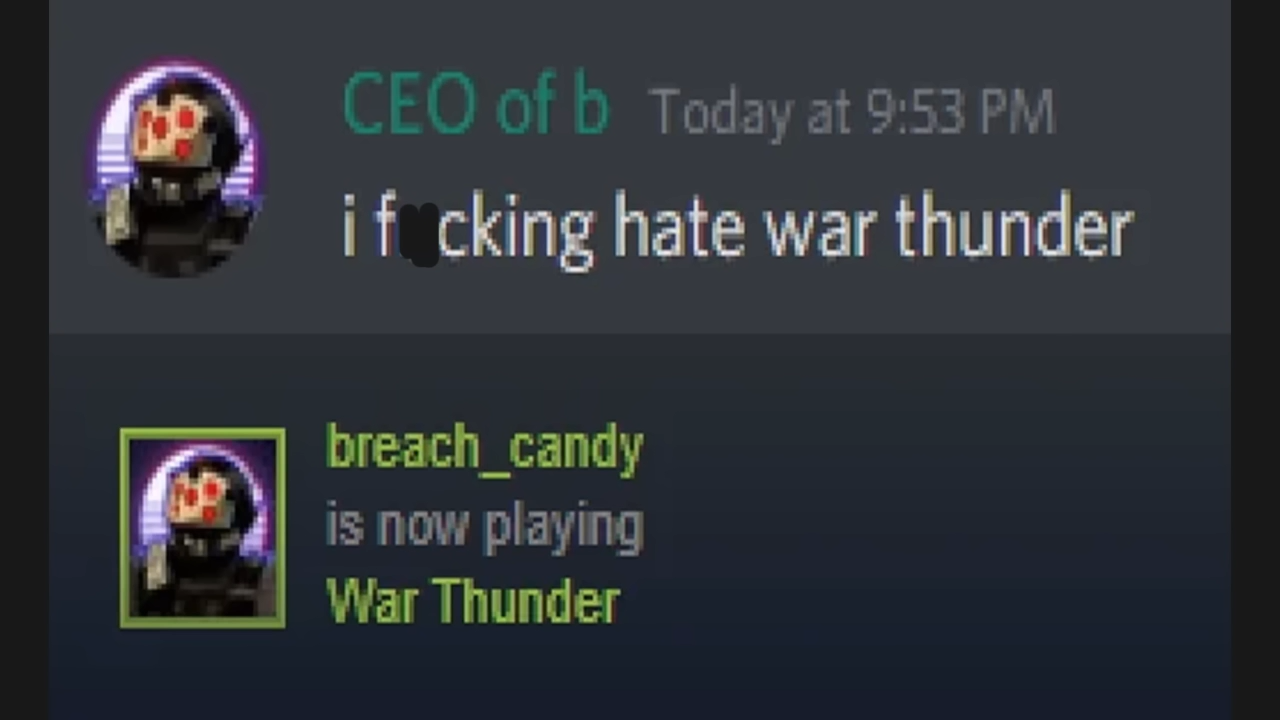 CEO of b Today at 9:53 PM
i f cking hate war thunder
breach_candy
is now playing
War Thunder